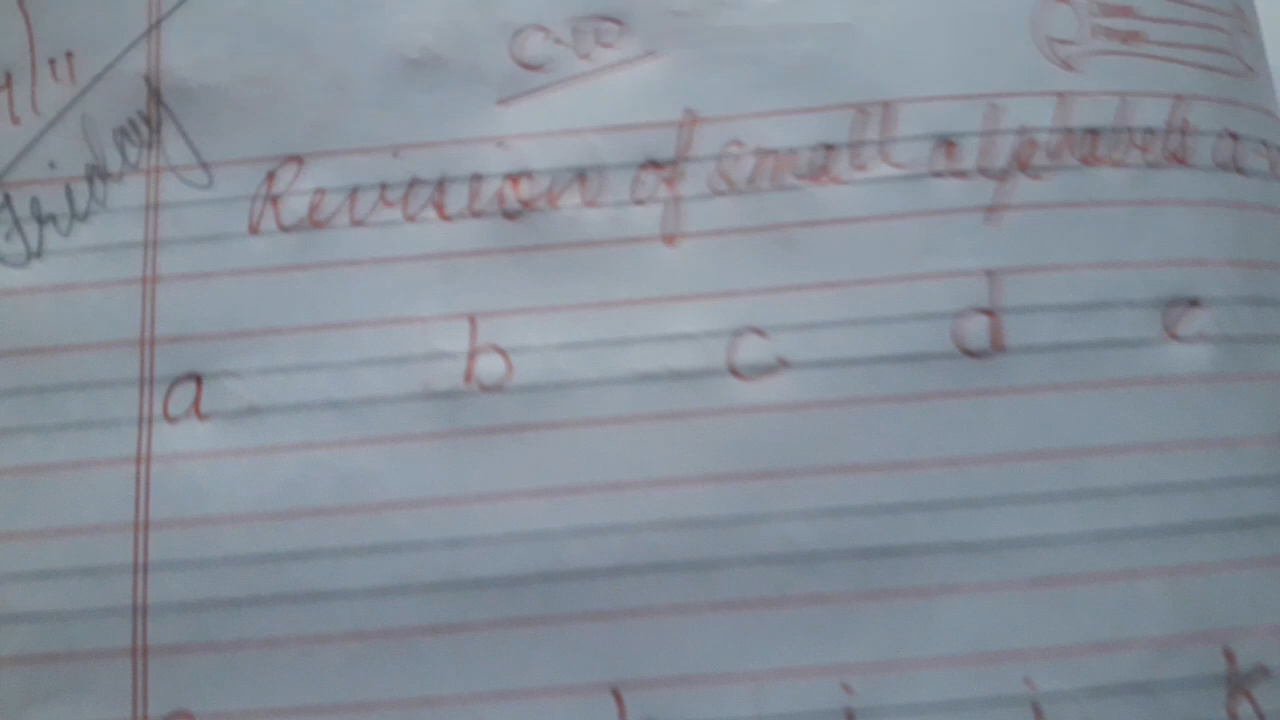 C.W
Friday
Revision of small alphabets a
a b c d e
i j k